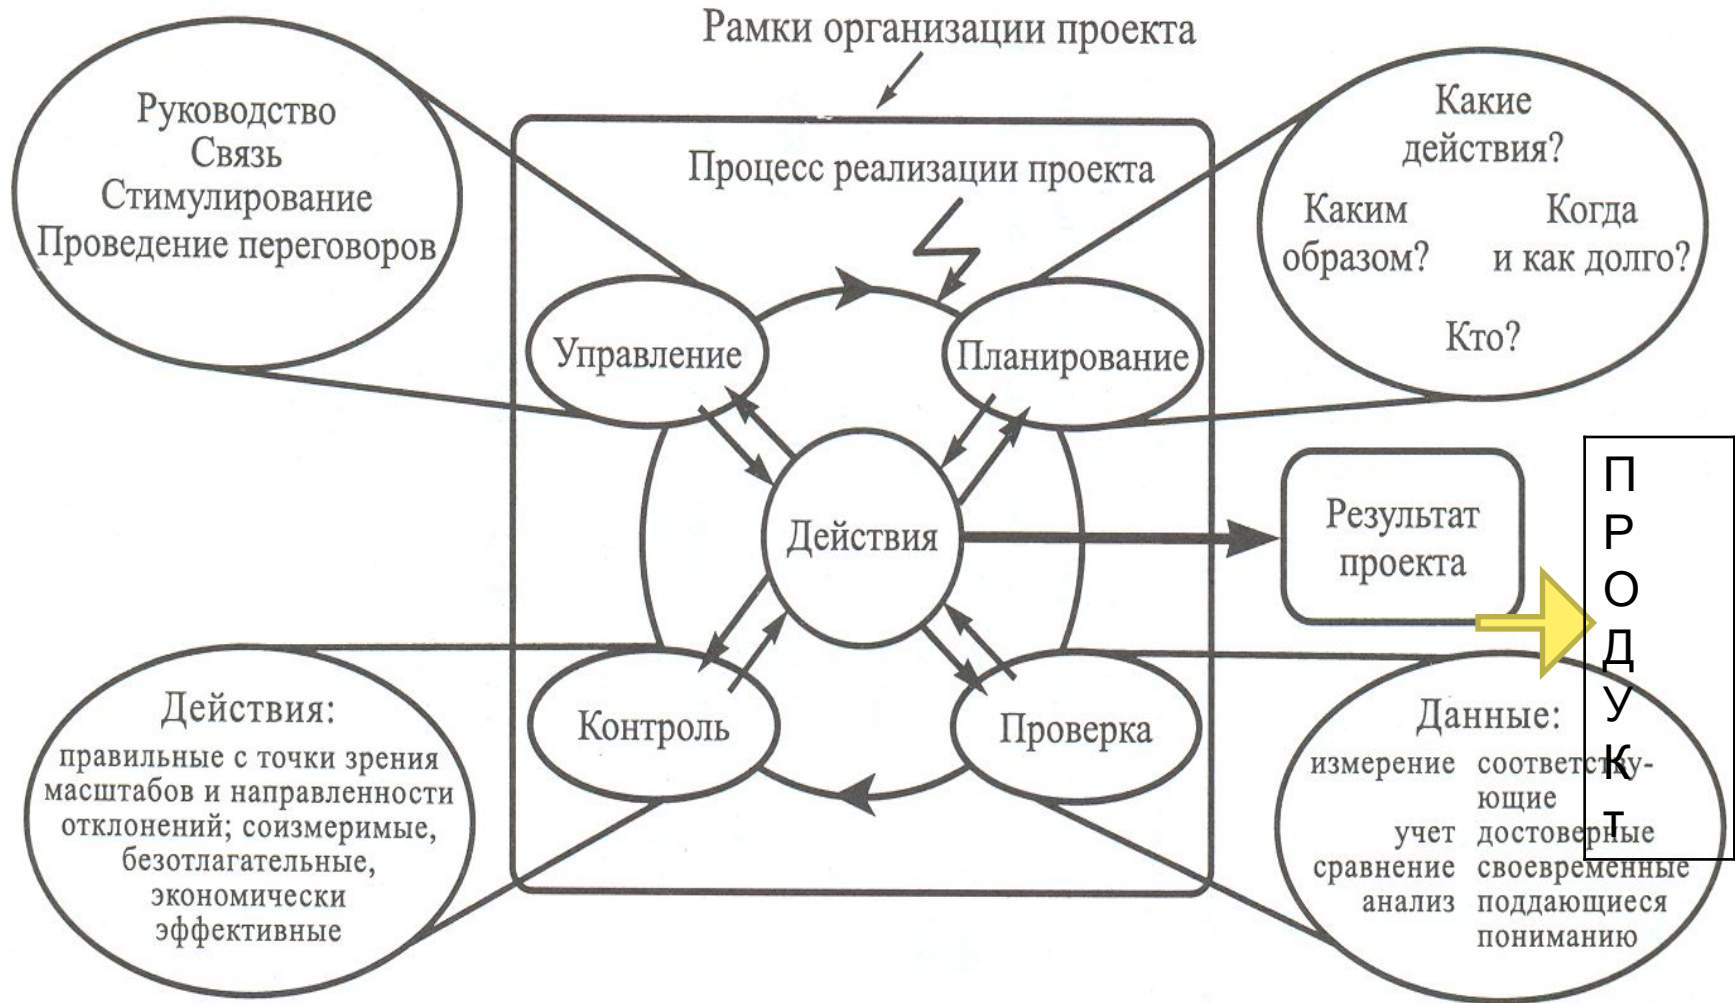 Рамки организации проекта
Руководство
Связь
Стимулирование
Проведение переговоров
Процесс реализации проекта
Какие
действия?
Каким
образом?
Когда
и как долго?
Кто?
Управление
Планирование
Действия
Результат
проекта
П
Р
О
Д
У
К
Т
Контроль
Проверка
Действия:
правильные с точки зрения
масштабов и направленности
отклонений; соизмеримые,
безотлагательные,
экономически
эффективные
Данные:
измерение соответству-
ющие
учет достоверные
сравнение своевременные
анализ поддающиеся
пониманию